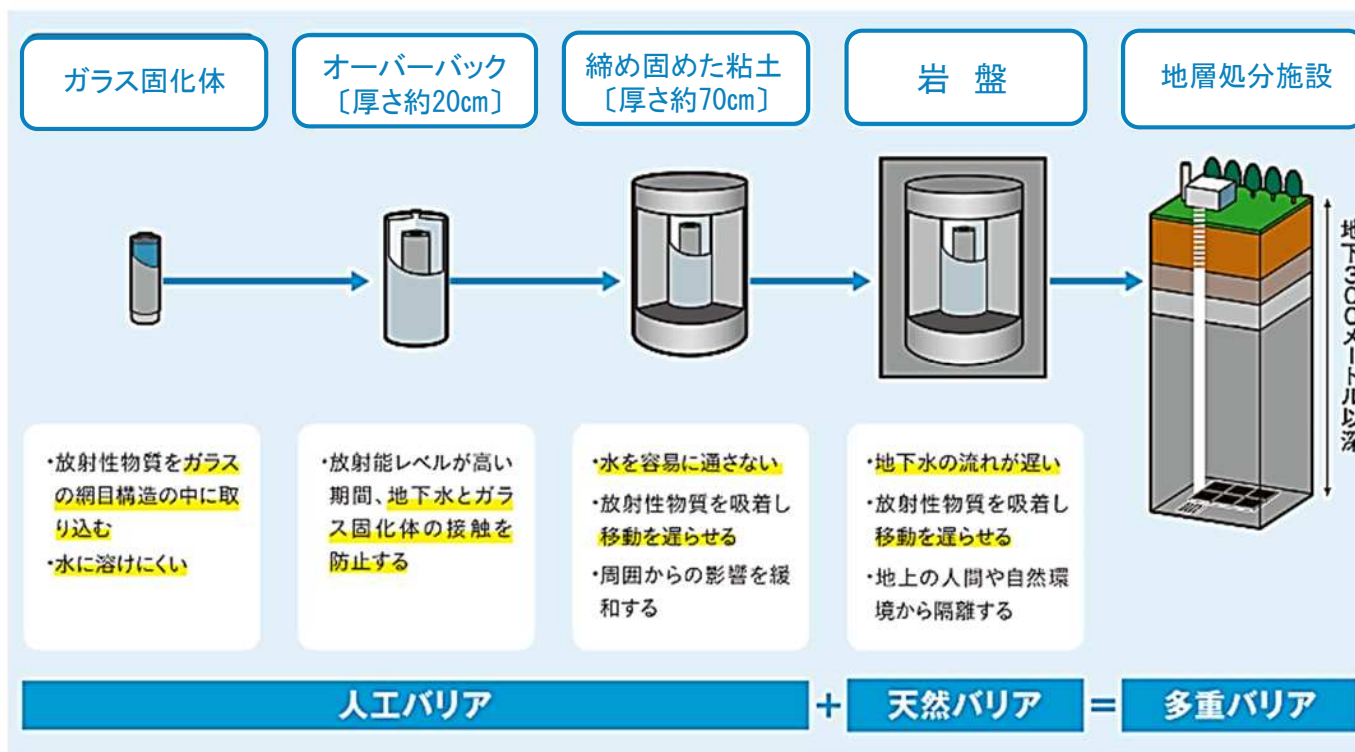 ガラス固化体
オーバーバック
〔厚さ約20㎝〕
締め固めた粘土
〔厚さ約70㎝〕
岩 盤
地層処分施設
地下300メートル以深
・放射性物質をガラス
の網目構造の中に取
り込む
・水に溶けにくい
・放射能レベルが高い
期間、地下水とガラ
ス固化体の接触を
防止する
・水を容易に通さない
・放射性物質を吸着し
移動を遅らせる
・周囲からの影響を緩
和する
・地下水の流れが遅い
・放射性物質を吸着し
移動を遅らせる
・地上の人間や自然環
境から隔離する
人工バリア
+
天然バリア
=
多重バリア